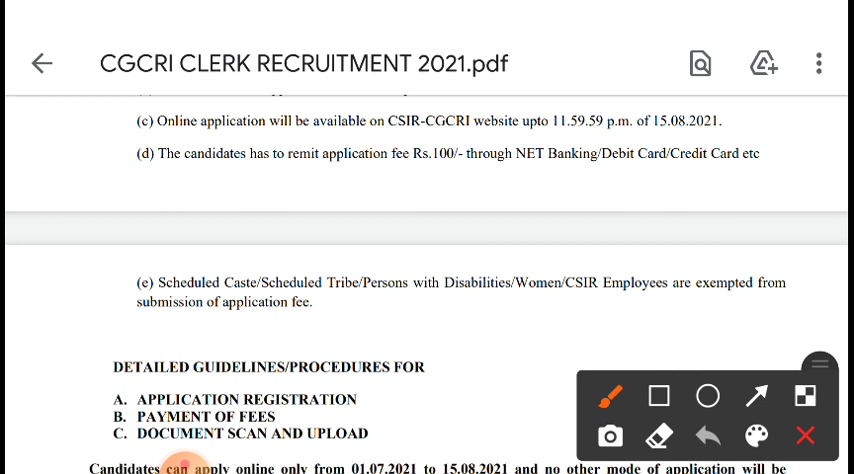 CGCRI CLERK RECRUITMENT 2021.pdf
(c) Online application will be available on CSIR-CGCRI website upto 11.59.59 p.m. of 15.08.2021.
(d) The candidates has to remit application fee Rs.100/- through NET Banking/Debit Card/Credit Card etc
(e) Scheduled Caste/Scheduled Tribe/Persons with Disabilities/Women/CSIR Employees are exempted from
submission of application fee.
DETAILED GUIDELINES/PROCEDURES FOR
A. APPLICATION REGISTRATION
B. PAYMENT OF FEES
C. DOCUMENT SCAN AND UPLOAD
Candidates can apply online only from 01.07.2021 to 15.08.2021 and no other mode of application will be